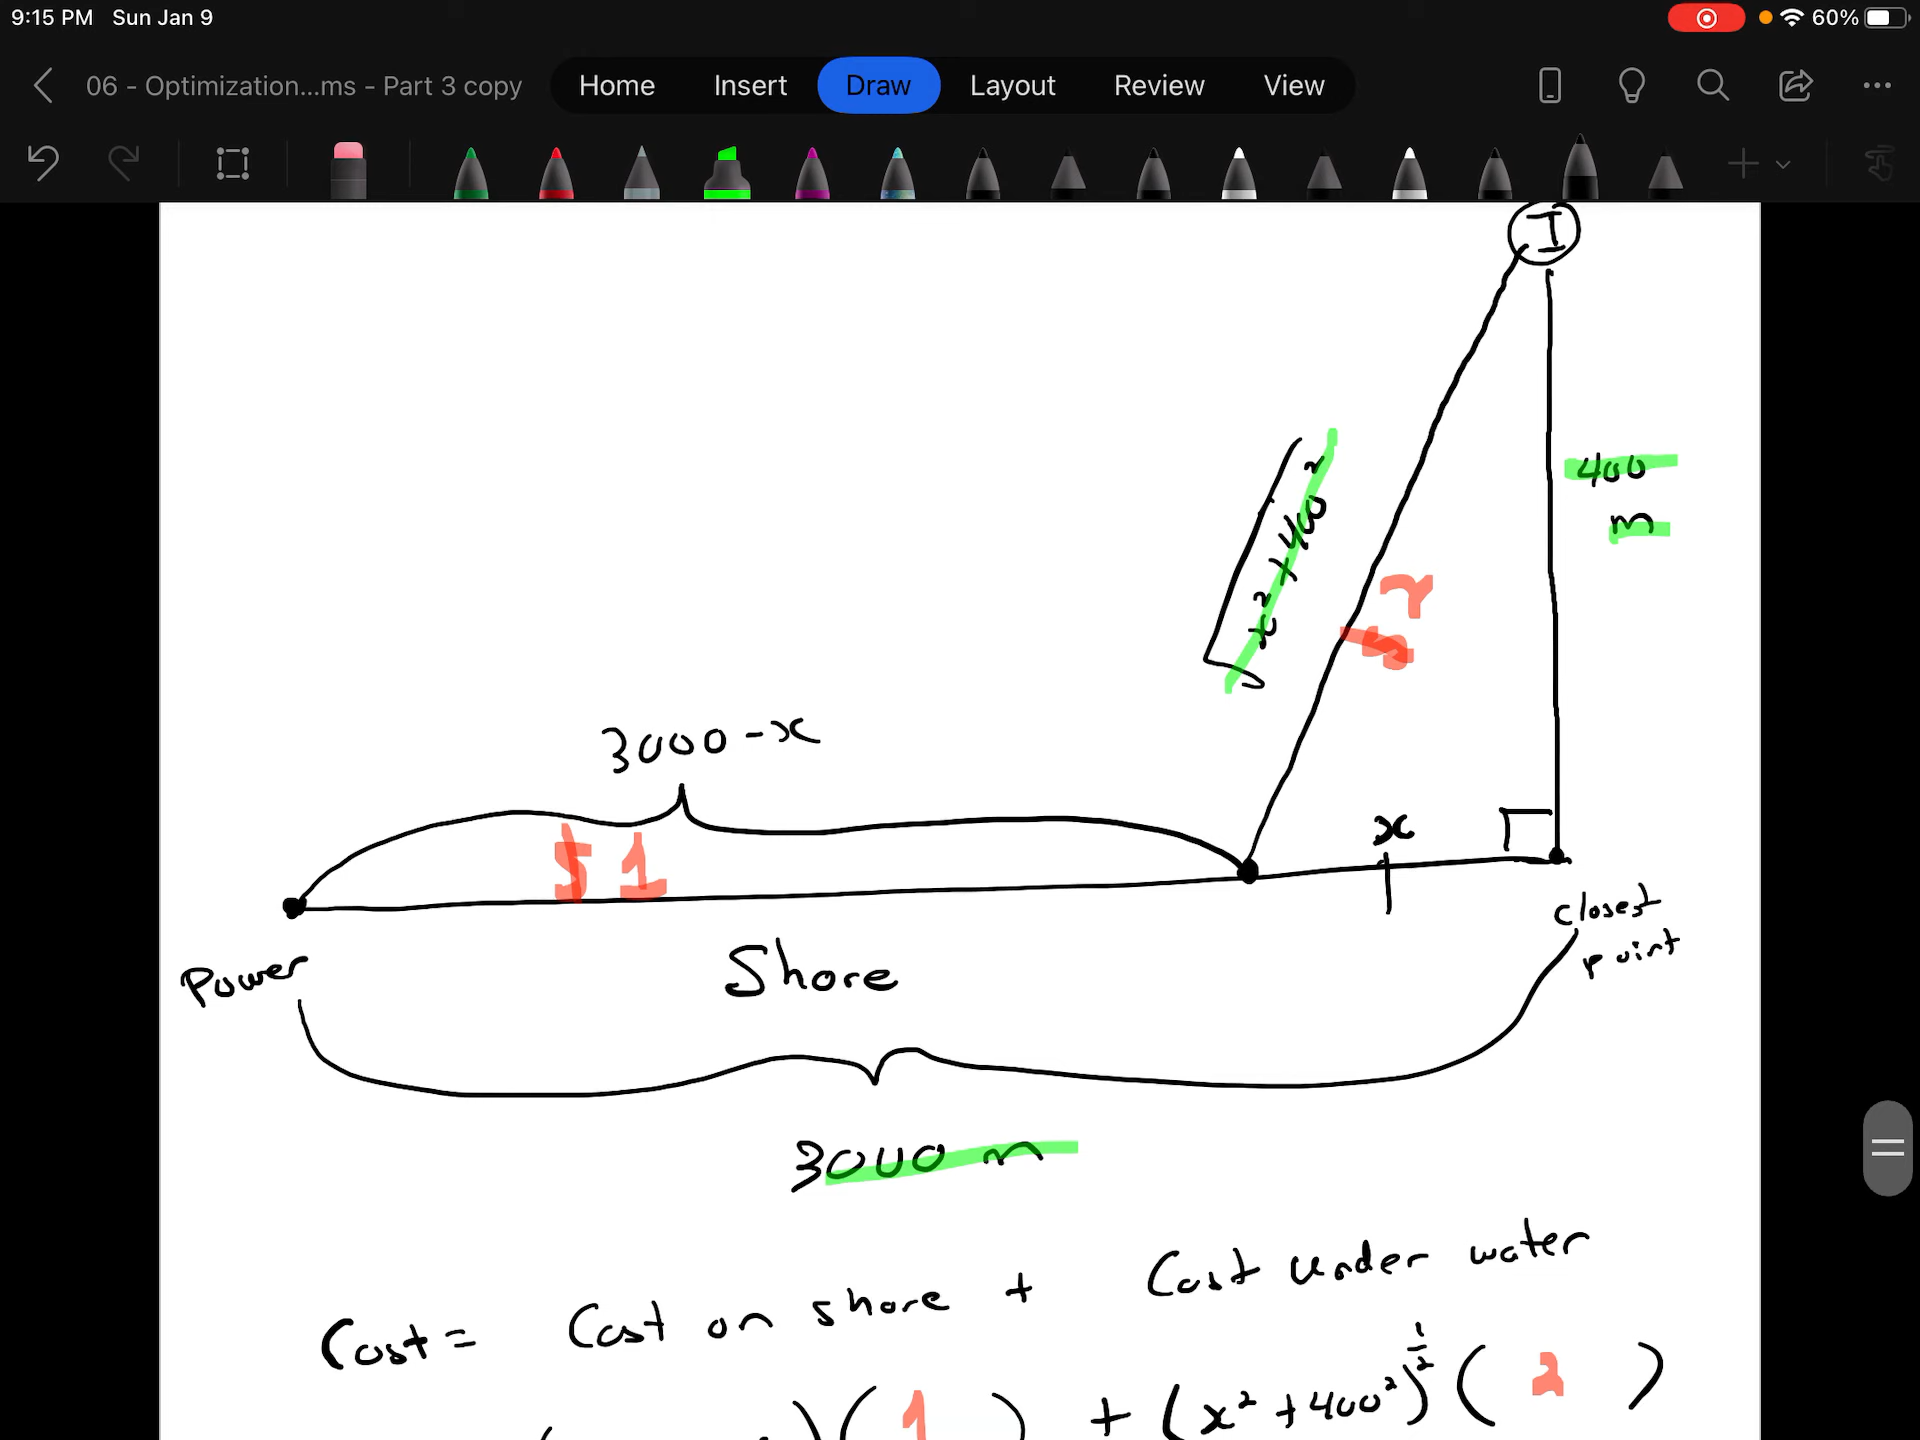 9:15 PM Sun Jan 9
60%
06 - Optimization...ms - Part 3 copy
Home Insert Draw Layout Review View
I
400
m
√x² + 400²
$2
3000 - x
$1
x
closest
point
Power
Shore
3000 m
Cost = Cost on shore + Cost under water
)( 1 ) + (x² + 400²)^½ ( 2 )